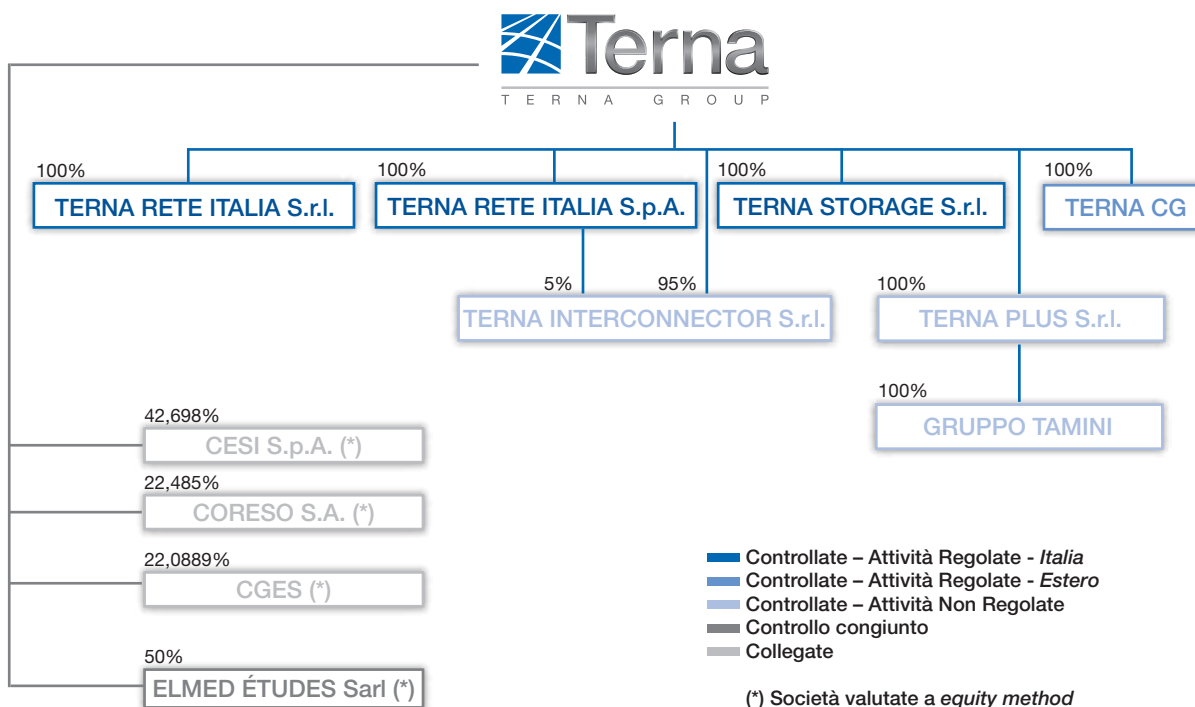 Terna
TERNA GROUP
100% 100% 100% 100%
TERNA RETE ITALIA S.r.l. TERNA RETE ITALIA S.p.A. TERNA STORAGE S.r.l. TERNA CG
5% 95% 100%
TERNA INTERCONNECTOR S.r.l. TERNA PLUS S.r.l.
100%
GRUPPO TAMINI
42,698%
CESI S.p.A. (*)
22,485%
CORESO S.A. (*)
22,0889%
CGES (*)
50%
ELMED ÉTUDES Sarl (*)
Controllate – Attività Regolate - Italia
Controllate – Attività Regolate - Estero
Controllate – Attività Non Regolate
Controllo congiunto
Collegate
(*) Società valutate a equity method